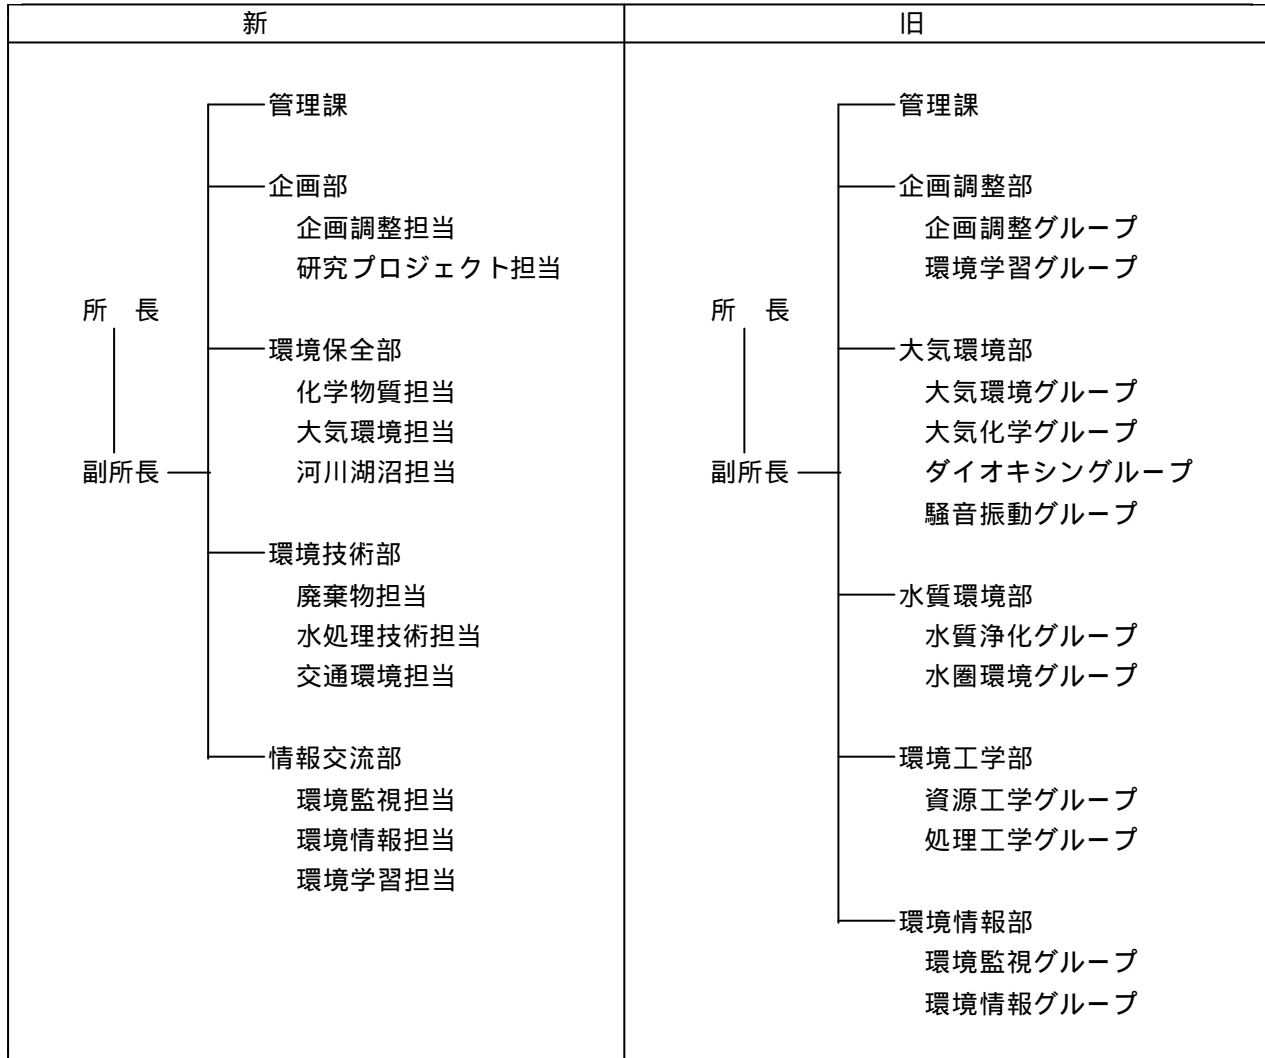 新
管理課
企画部
企画調整担当
研究プロジェクト担当
所　長
環境保全部
化学物質担当
大気環境担当
副所長
河川湖沼担当
環境技術部
廃棄物担当
水処理技術担当
交通環境担当
情報交流部
環境監視担当
環境情報担当
環境学習担当
旧
管理課
企画調整部
企画調整グループ
環境学習グループ
所　長
大気環境部
大気環境グループ
大気化学グループ
副所長
ダイオキシングループ
騒音振動グループ
水質環境部
水質浄化グループ
水圏環境グループ
環境工学部
資源工学グループ
処理工学グループ
環境情報部
環境監視グループ
環境情報グループ